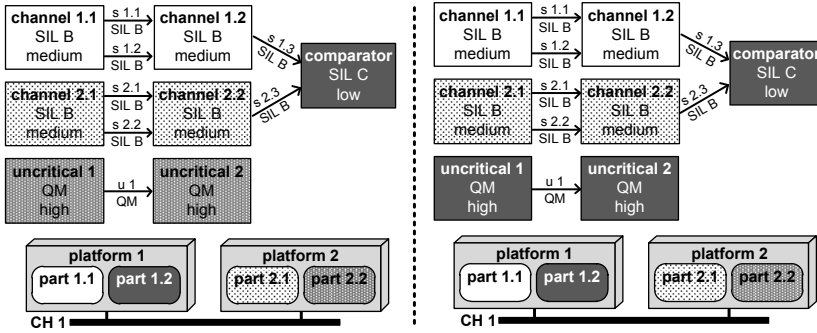 channel 1.1
SIL B
medium
s 1.1
SIL B
s 1.2
SIL B
channel 1.2
SIL B
medium
s 1.3
SIL B
comparator
SIL C
low
channel 2.1
SIL B
medium
s 2.1
SIL B
s 2.2
SIL B
channel 2.2
SIL B
medium
s 2.3
SIL B
uncritical 1
QM
high
u 1
QM
uncritical 2
QM
high
platform 1
part 1.1
part 1.2
platform 2
part 2.1
part 2.2
CH 1
channel 1.1
SIL B
medium
s 1.1
SIL B
s 1.2
SIL B
channel 1.2
SIL B
medium
s 1.3
SIL B
comparator
SIL C
low
channel 2.1
SIL B
medium
s 2.1
SIL B
s 2.2
SIL B
channel 2.2
SIL B
medium
s 2.3
SIL B
uncritical 1
QM
high
u 1
QM
uncritical 2
QM
high
platform 1
part 1.1
part 1.2
platform 2
part 2.1
part 2.2
CH 1